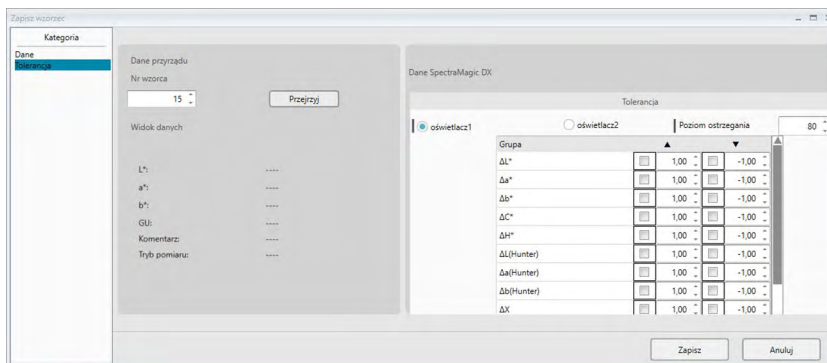 Zapisz wzorzec
Kategoria
Dane
Tolerancja
Dane przyrządu
Nr wzorca
15
Przejrzyj
Widok danych
L*: ----
a*: ----
b*: ----
GU: ----
Komentarz: ----
Tryb pomiaru: ----
Dane SpectraMagic DX
Tolerancja
oświetlacz1 oświetlacz2 Poziom ostrzegania 80
Grupa ▲ ▼
ΔL* 1,00 -1,00
Δa* 1,00 -1,00
Δb* 1,00 -1,00
ΔC* 1,00 -1,00
ΔH* 1,00 -1,00
ΔL(Hunter) 1,00 -1,00
Δa(Hunter) 1,00 -1,00
Δb(Hunter) 1,00 -1,00
ΔX 1,00 -1,00
Zapisz Anuluj